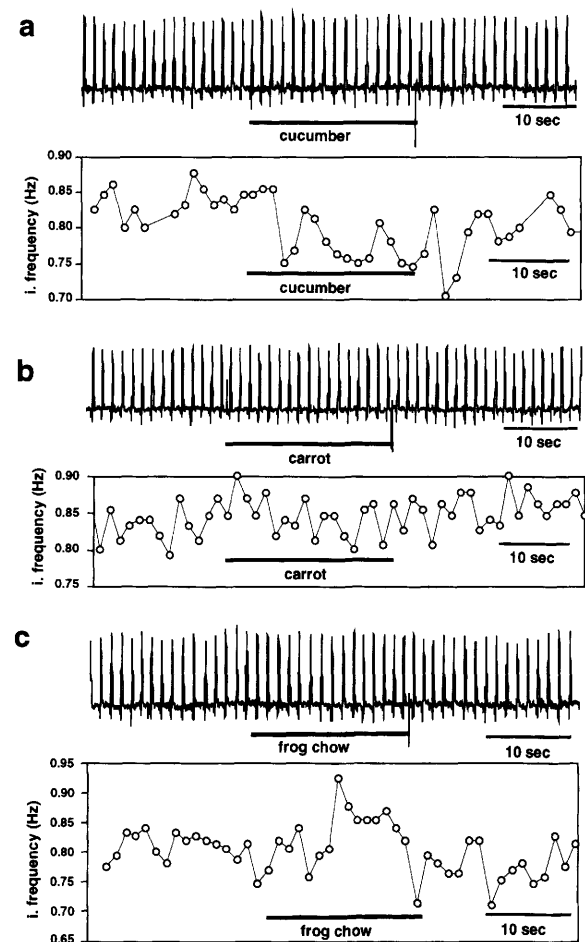 a
10 sec
cucumber
0.90
0.85
0.80
0.75
0.70
i. frequency (Hz)
cucumber
10 sec
b
10 sec
carrot
0.90
0.85
0.80
0.75
i. frequency (Hz)
carrot
10 sec
c
10 sec
frog chow
0.95
0.90
0.85
0.80
0.75
0.70
0.65
i. frequency (Hz)
frog chow
10 sec